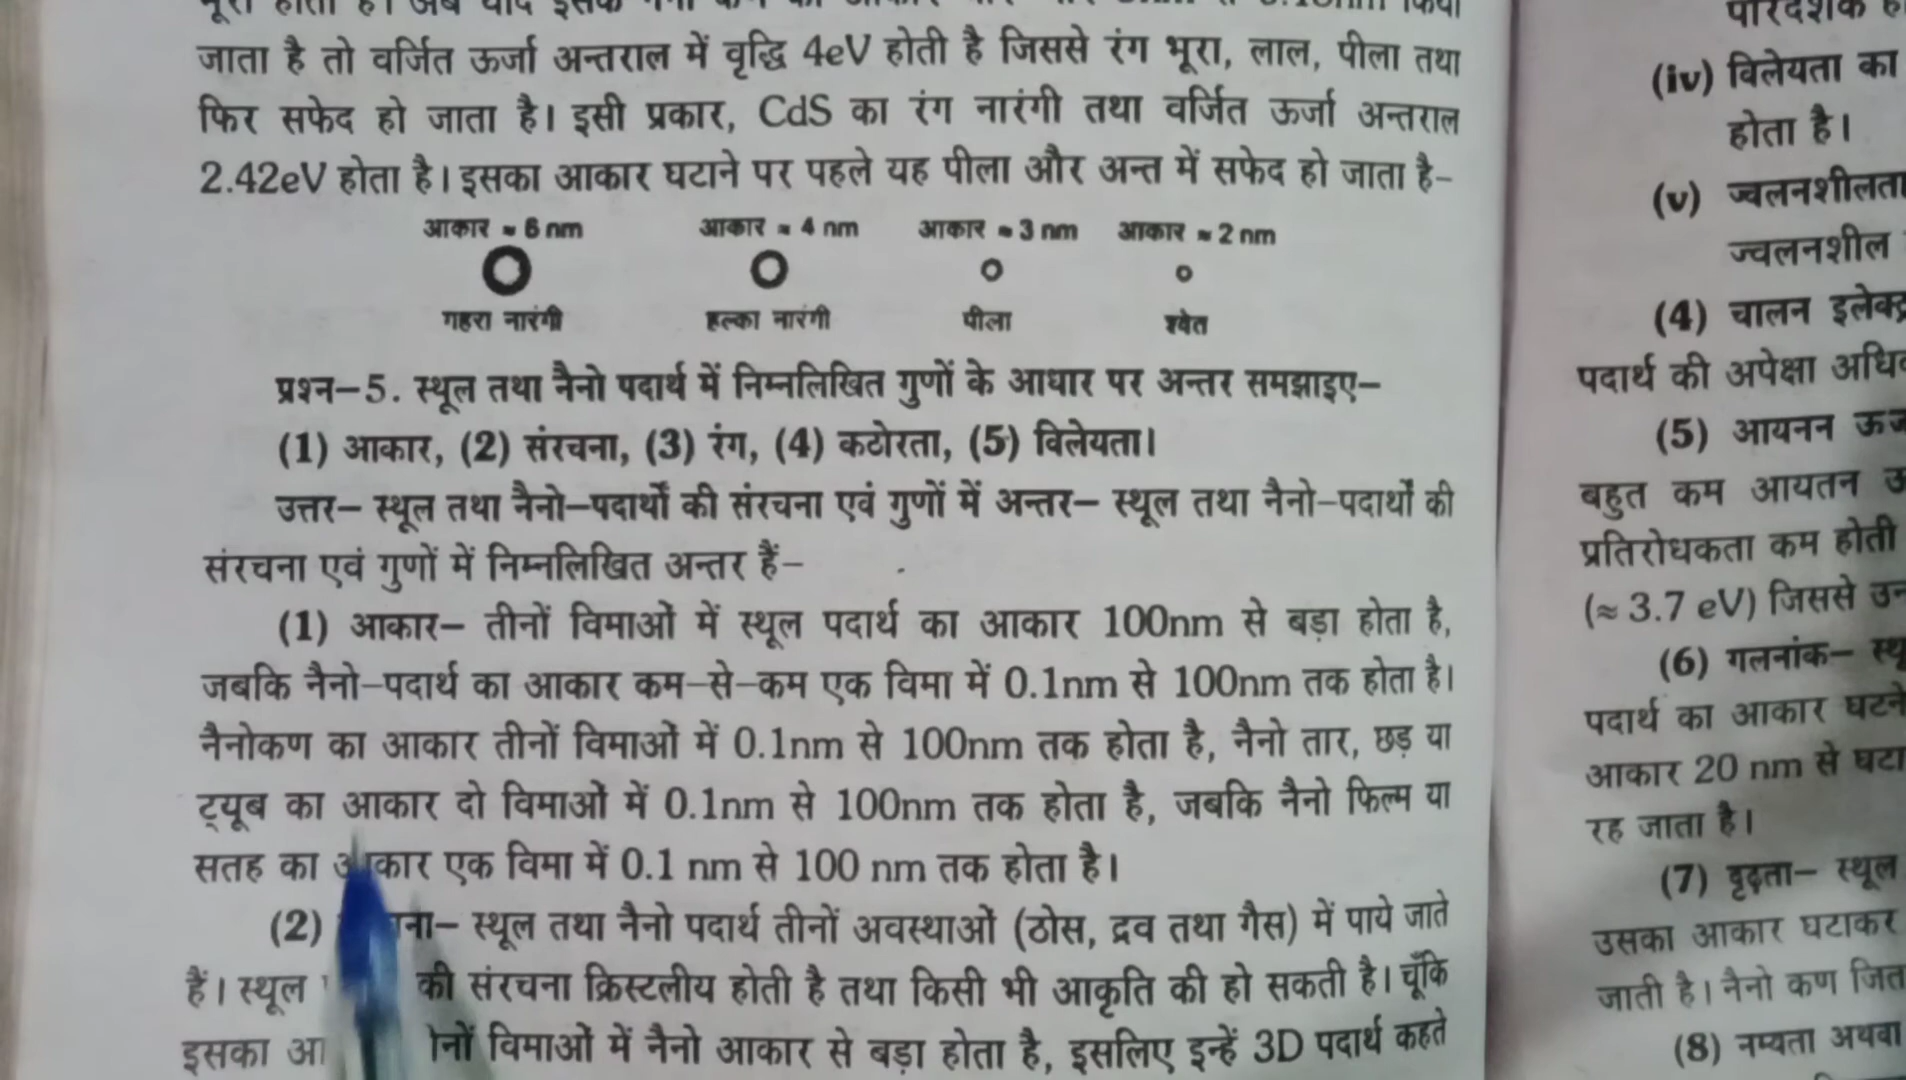 जाता है तो वर्जित ऊर्जा अन्तराल में वृद्धि 4eV होती है जिससे रंग भूरा, लाल, पीला तथा
फिर सफेद हो जाता है। इसी प्रकार, CdS का रंग नारंगी तथा वर्जित ऊर्जा अन्तराल
2.42eV होता है। इसका आकार घटाने पर पहले यह पीला और अन्त में सफेद हो जाता है–
आकार ≈ 6 nm आकार ≈ 4 nm आकार ≈ 3 nm आकार ≈ 2 nm
गहरा नारंगी हल्का नारंगी पीला श्वेत
प्रश्न–5. स्थूल तथा नैनो पदार्थ में निम्नलिखित गुणों के आधार पर अन्तर समझाइए–
(1) आकार, (2) संरचना, (3) रंग, (4) कठोरता, (5) विलेयता।
उत्तर– स्थूल तथा नैनो–पदार्थों की संरचना एवं गुणों में अन्तर– स्थूल तथा नैनो–पदार्थों की
संरचना एवं गुणों में निम्नलिखित अन्तर हैं–
(1) आकार– तीनों विमाओं में स्थूल पदार्थ का आकार 100nm से बड़ा होता है,
जबकि नैनो–पदार्थ का आकार कम–से–कम एक विमा में 0.1nm से 100nm तक होता है।
नैनोकण का आकार तीनों विमाओं में 0.1nm से 100nm तक होता है, नैनो तार, छड़ या
ट्यूब का आकार दो विमाओं में 0.1nm से 100nm तक होता है, जबकि नैनो फिल्म या
सतह का आकार एक विमा में 0.1 nm से 100 nm तक होता है।
(2) स्थूल तथा नैनो पदार्थ तीनों अवस्थाओं (ठोस, द्रव तथा गैस) में पाये जाते
हैं। स्थूल की संरचना क्रिस्टलीय होती है तथा किसी भी आकृति की हो सकती है। चूँकि
इसका विमाओं में नैनो आकार से बड़ा होता है, इसलिए इन्हें 3D पदार्थ कहते
पारदर्शक
(iv) विलेयता का
होता है।
(v) ज्वलनशीलता
ज्वलनशील
(4) चालन
पदार्थ की अपेक्षा
(5) आयनन
बहुत कम आयतन
प्रतिरोधकता कम होती
(≈ 3.7 eV) जिससे
(6) गलनांक–
पदार्थ का आकार घटने
आकार 20 nm से
रह जाता है।
(7) दृढ़ता– स्थूल
उसका आकार घटाकर
जाती है। नैनो कण
(8) नम्यता अथवा